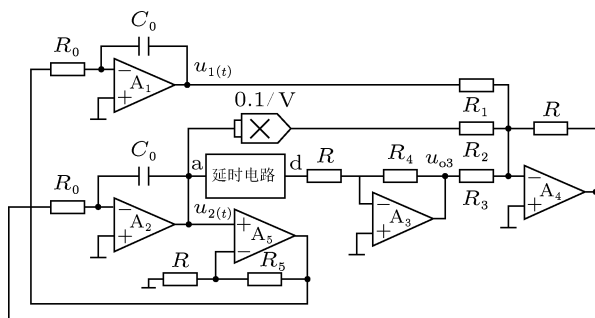 C₀
R₀
u₁₍ₜ₎
−
A₁
+
0.1/V
R₁
R
C₀
a
延时电路
d
R
R₄
uₒ₃
R₂
R₀
−
A₂
+
u₂₍ₜ₎
+
A₅
−
−
A₃
+
R₃
−
A₄
+
R
R₅